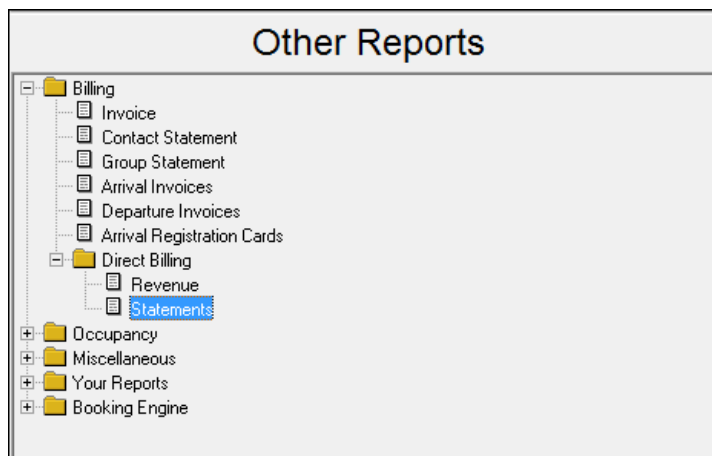 Other Reports
Billing
Invoice
Contact Statement
Group Statement
Arrival Invoices
Departure Invoices
Arrival Registration Cards
Direct Billing
Revenue
Statements
Occupancy
Miscellaneous
Your Reports
Booking Engine